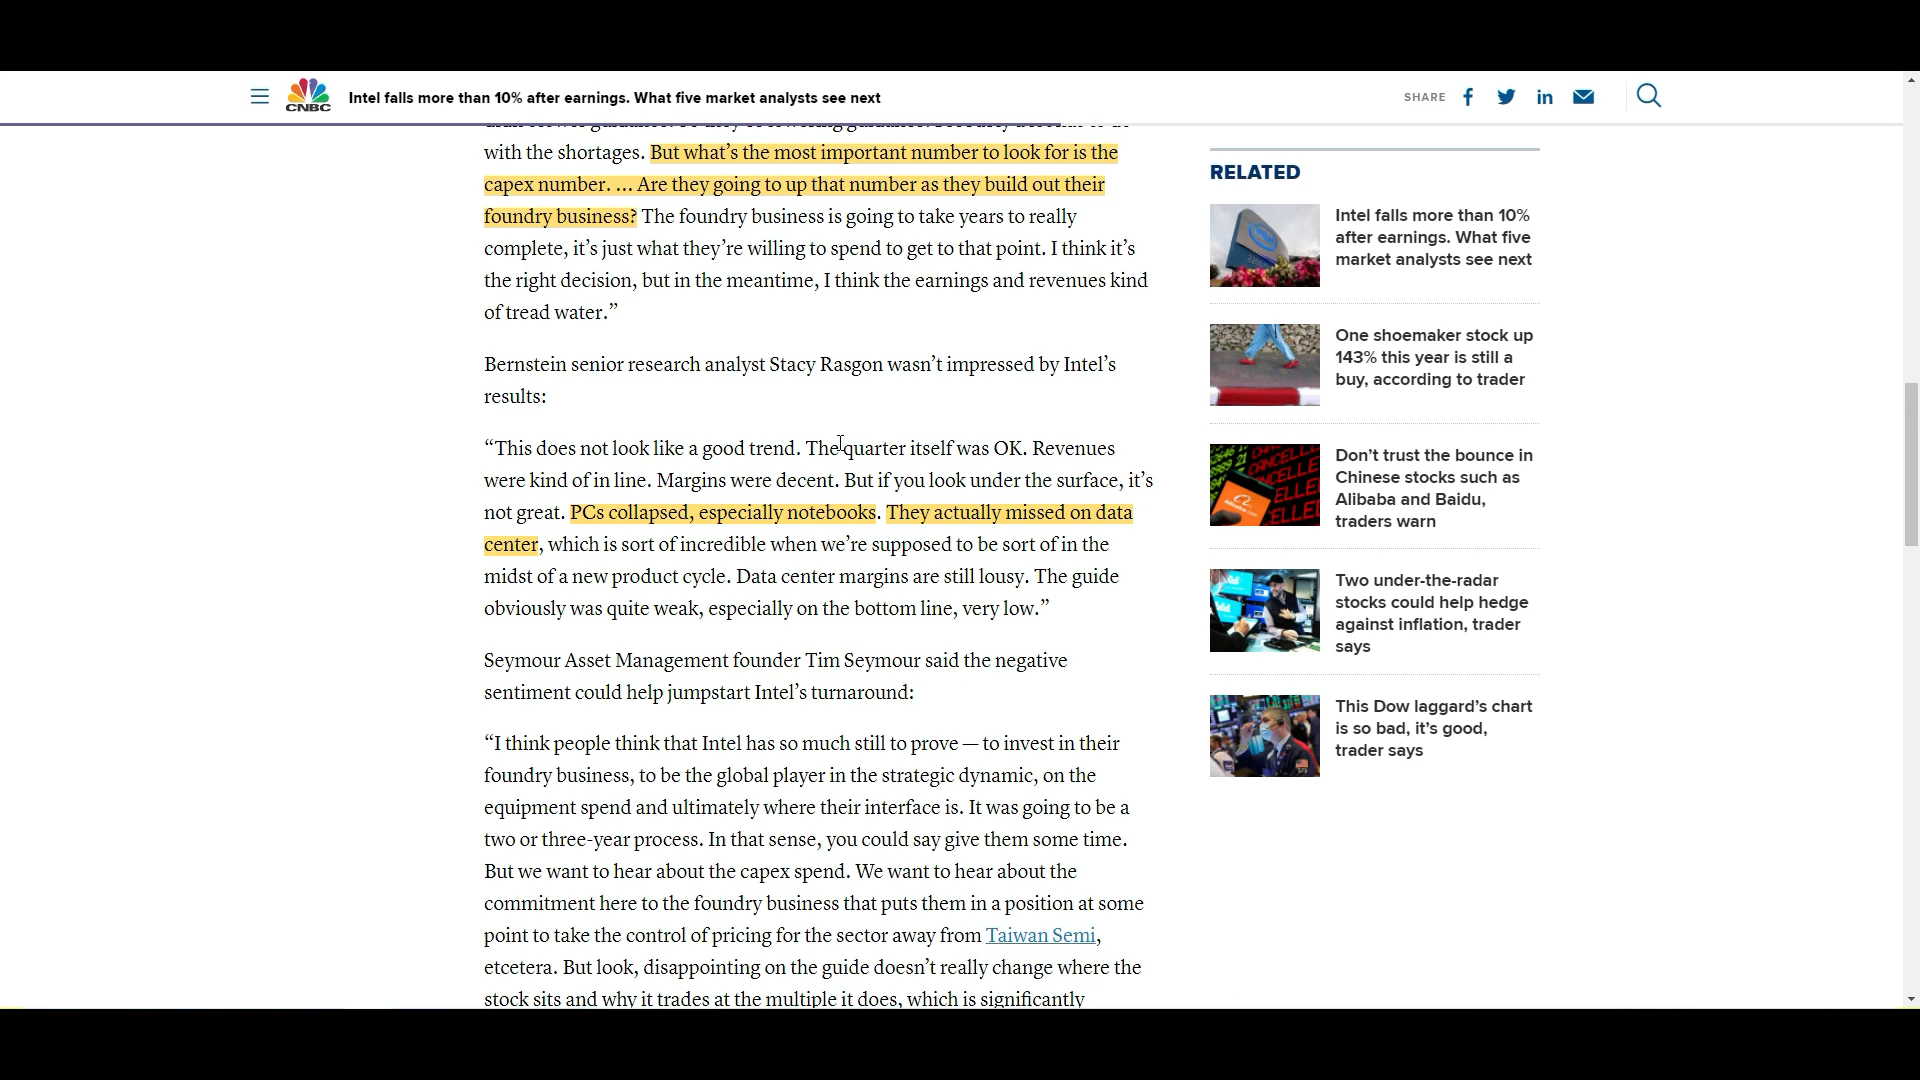 CNBC
Intel falls more than 10% after earnings. What five market analysts see next
SHARE
with the shortages. But what’s the most important number to look for is the
capex number. … Are they going to up that number as they build out their
foundry business? The foundry business is going to take years to really
complete, it’s just what they’re willing to spend to get to that point. I think it’s
the right decision, but in the meantime, I think the earnings and revenues kind
of tread water.”
Bernstein senior research analyst Stacy Rasgon wasn’t impressed by Intel’s
results:
“This does not look like a good trend. The quarter itself was OK. Revenues
were kind of in line. Margins were decent. But if you look under the surface, it’s
not great. PCs collapsed, especially notebooks. They actually missed on data
center, which is sort of incredible when we’re supposed to be sort of in the
midst of a new product cycle. Data center margins are still lousy. The guide
obviously was quite weak, especially on the bottom line, very low.”
Seymour Asset Management founder Tim Seymour said the negative
sentiment could help jumpstart Intel’s turnaround:
“I think people think that Intel has so much still to prove — to invest in their
foundry business, to be the global player in the strategic dynamic, on the
equipment spend and ultimately where their interface is. It was going to be a
two or three-year process. In that sense, you could say give them some time.
But we want to hear about the capex spend. We want to hear about the
commitment here to the foundry business that puts them in a position at some
point to take the control of pricing for the sector away from Taiwan Semi,
etcetera. But look, disappointing on the guide doesn’t really change where the
stock sits and why it trades at the multiple it does, which is significantly
RELATED
Intel falls more than 10%
after earnings. What five
market analysts see next
One shoemaker stock up
143% this year is still a
buy, according to trader
Don’t trust the bounce in
Chinese stocks such as
Alibaba and Baidu,
traders warn
Two under-the-radar
stocks could help hedge
against inflation, trader
says
This Dow laggard’s chart
is so bad, it’s good,
trader says